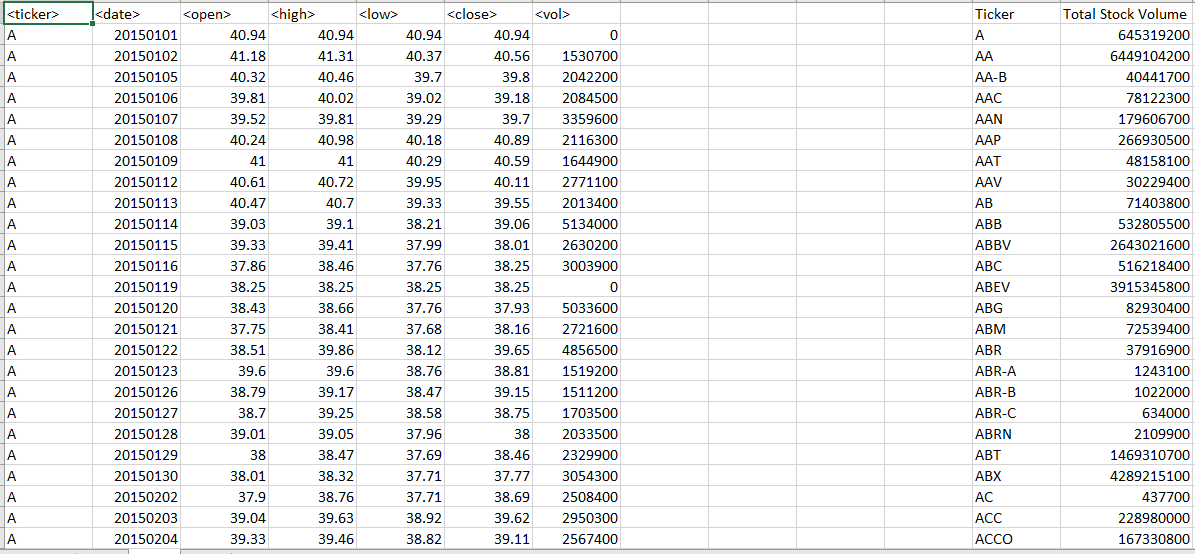 <ticker> <date> <open> <high> <low> <close> <vol> Ticker Total Stock Volume
A 20150101 40.94 40.94 40.94 40.94 0 A 645319200
A 20150102 41.18 41.31 40.37 40.56 1530700 AA 6449104200
A 20150105 40.32 40.46 39.7 39.8 2042200 AA-B 40441700
A 20150106 39.81 40.02 39.02 39.18 2084500 AAC 78122300
A 20150107 39.52 39.81 39.29 39.7 3359600 AAN 179606700
A 20150108 40.24 40.98 40.18 40.89 2116300 AAP 266930500
A 20150109 41 41 40.29 40.59 1644900 AAT 48158100
A 20150112 40.61 40.72 39.95 40.11 2771100 AAV 30229400
A 20150113 40.47 40.7 39.33 39.55 2013400 AB 71403800
A 20150114 39.03 39.1 38.21 39.06 5134000 ABB 532805500
A 20150115 39.33 39.41 37.99 38.01 2630200 ABBV 2643021600
A 20150116 37.86 38.46 37.76 38.25 3003900 ABC 516218400
A 20150119 38.25 38.25 38.25 38.25 0 ABEV 3915345800
A 20150120 38.43 38.66 37.76 37.93 5033600 ABG 82930400
A 20150121 37.75 38.41 37.68 38.16 2721600 ABM 72539400
A 20150122 38.51 39.86 38.12 39.65 4856500 ABR 37916900
A 20150123 39.6 39.6 38.76 38.81 1519200 ABR-A 1243100
A 20150126 38.79 39.17 38.47 39.15 1511200 ABR-B 1022000
A 20150127 38.7 39.25 38.58 38.75 1703500 ABR-C 634000
A 20150128 39.01 39.05 37.96 38 2033500 ABRN 2109900
A 20150129 38 38.47 37.69 38.46 2329900 ABT 1469310700
A 20150130 38.01 38.32 37.71 37.77 3054300 ABX 4289215100
A 20150202 37.9 38.76 37.71 38.69 2508400 AC 437700
A 20150203 39.04 39.63 38.92 39.62 2950300 ACC 228980000
A 20150204 39.33 39.46 38.82 39.11 2567400 ACCO 167330800